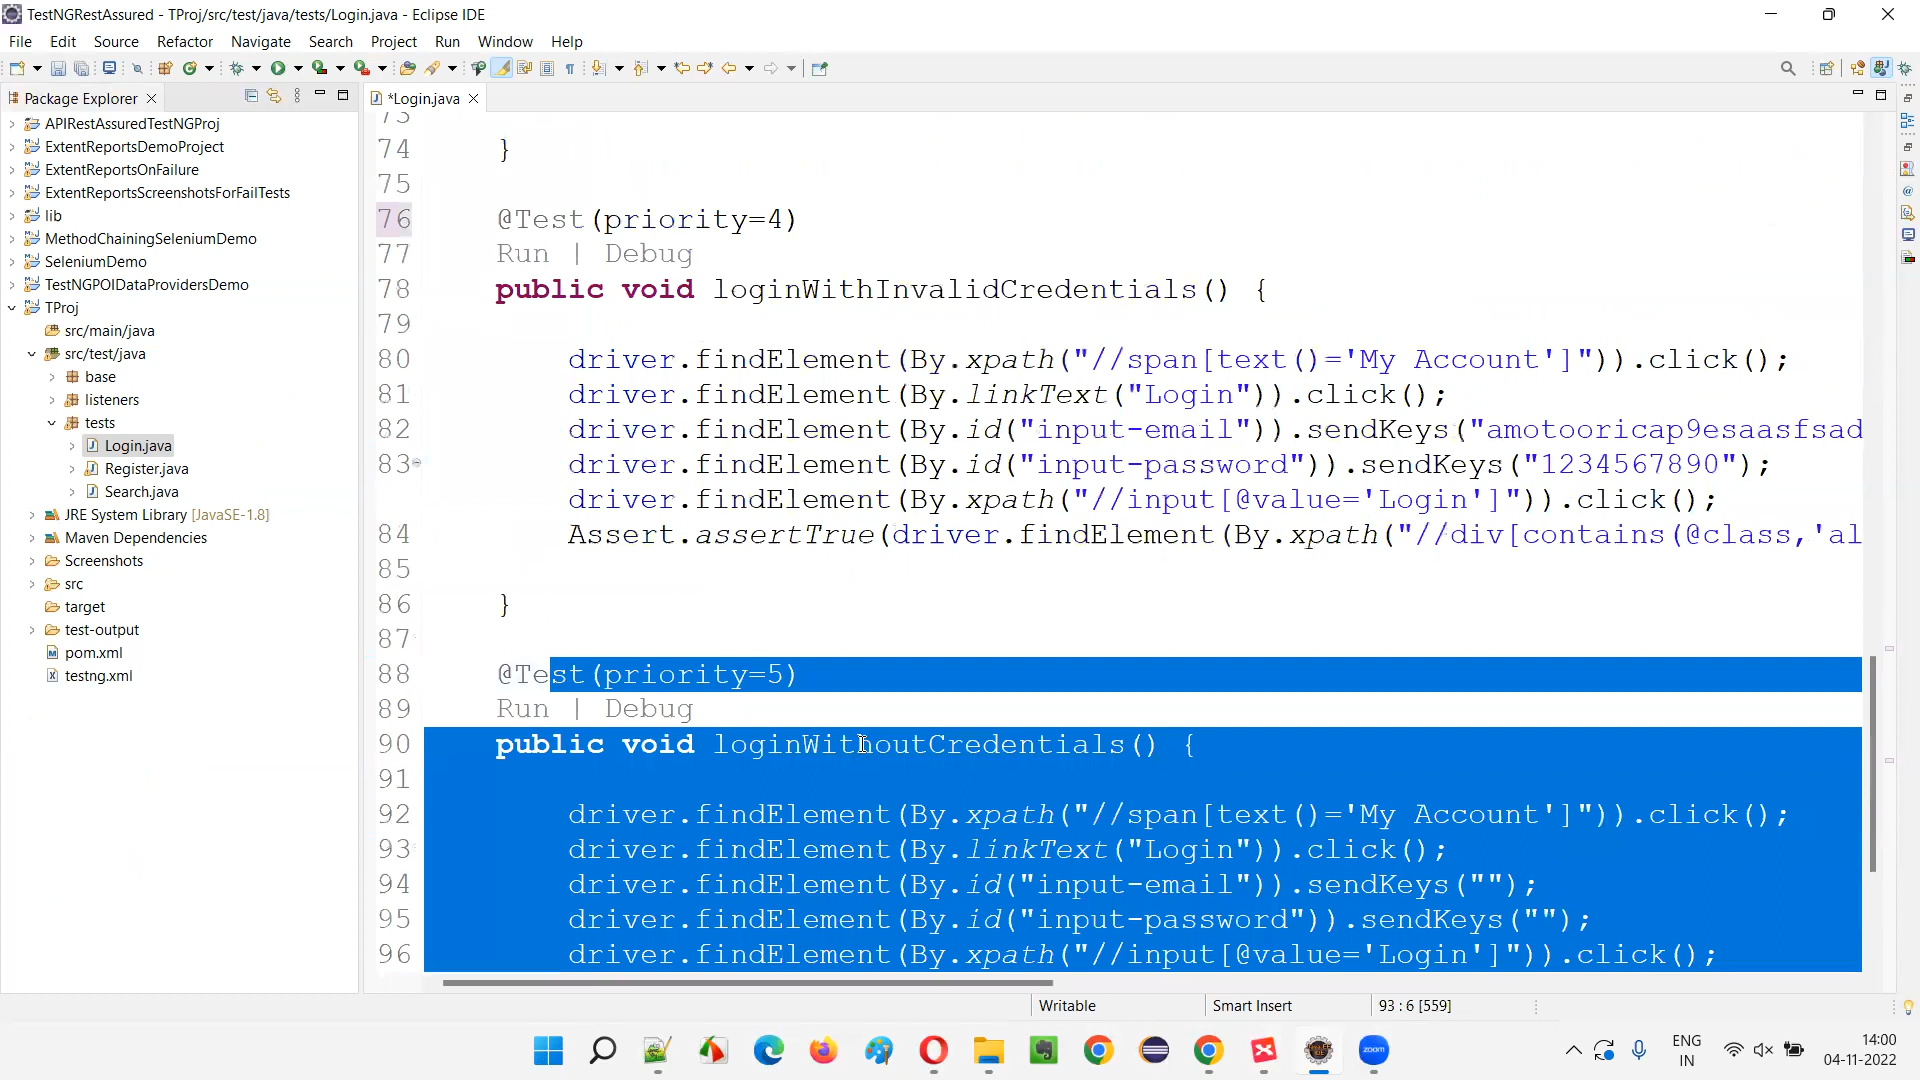 TestNGRestAssured - TProj/src/test/java/tests/Login.java - Eclipse IDE
File Edit Source Refactor Navigate Search Project Run Window Help
Package Explorer
*Login.java
APIRestAssuredTestNGProj
ExtentReportsDemoProject
ExtentReportsOnFailure
ExtentReportsScreenshotsForFailTests
lib
MethodChainingSeleniumDemo
SeleniumDemo
TestNGPOIDataProvidersDemo
TProj
src/main/java
src/test/java
base
listeners
tests
Login.java
Register.java
Search.java
JRE System Library [JavaSE-1.8]
Maven Dependencies
Screenshots
src
target
test-output
pom.xml
testng.xml
73
74 }
75
76 @Test(priority=4)
77 Run | Debug
78 public void loginWithInvalidCredentials() {
79
80 driver.findElement(By.xpath("//span[text()='My Account']")).click();
81 driver.findElement(By.linkText("Login")).click();
82 driver.findElement(By.id("input-email")).sendKeys("amotooricap9esaasfsad
83 driver.findElement(By.id("input-password")).sendKeys("1234567890");
driver.findElement(By.xpath("//input[@value='Login']")).click();
84 Assert.assertTrue(driver.findElement(By.xpath("//div[contains(@class,'al
85
86 }
87
88 @Test(priority=5)
89 Run | Debug
90 public void loginWithoutCredentials() {
91
92 driver.findElement(By.xpath("//span[text()='My Account']")).click();
93 driver.findElement(By.linkText("Login")).click();
94 driver.findElement(By.id("input-email")).sendKeys("");
95 driver.findElement(By.id("input-password")).sendKeys("");
96 driver.findElement(By.xpath("//input[@value='Login']")).click();
Writable Smart Insert 93 : 6 [559]
zoom
ENG
IN
14:00
04-11-2022